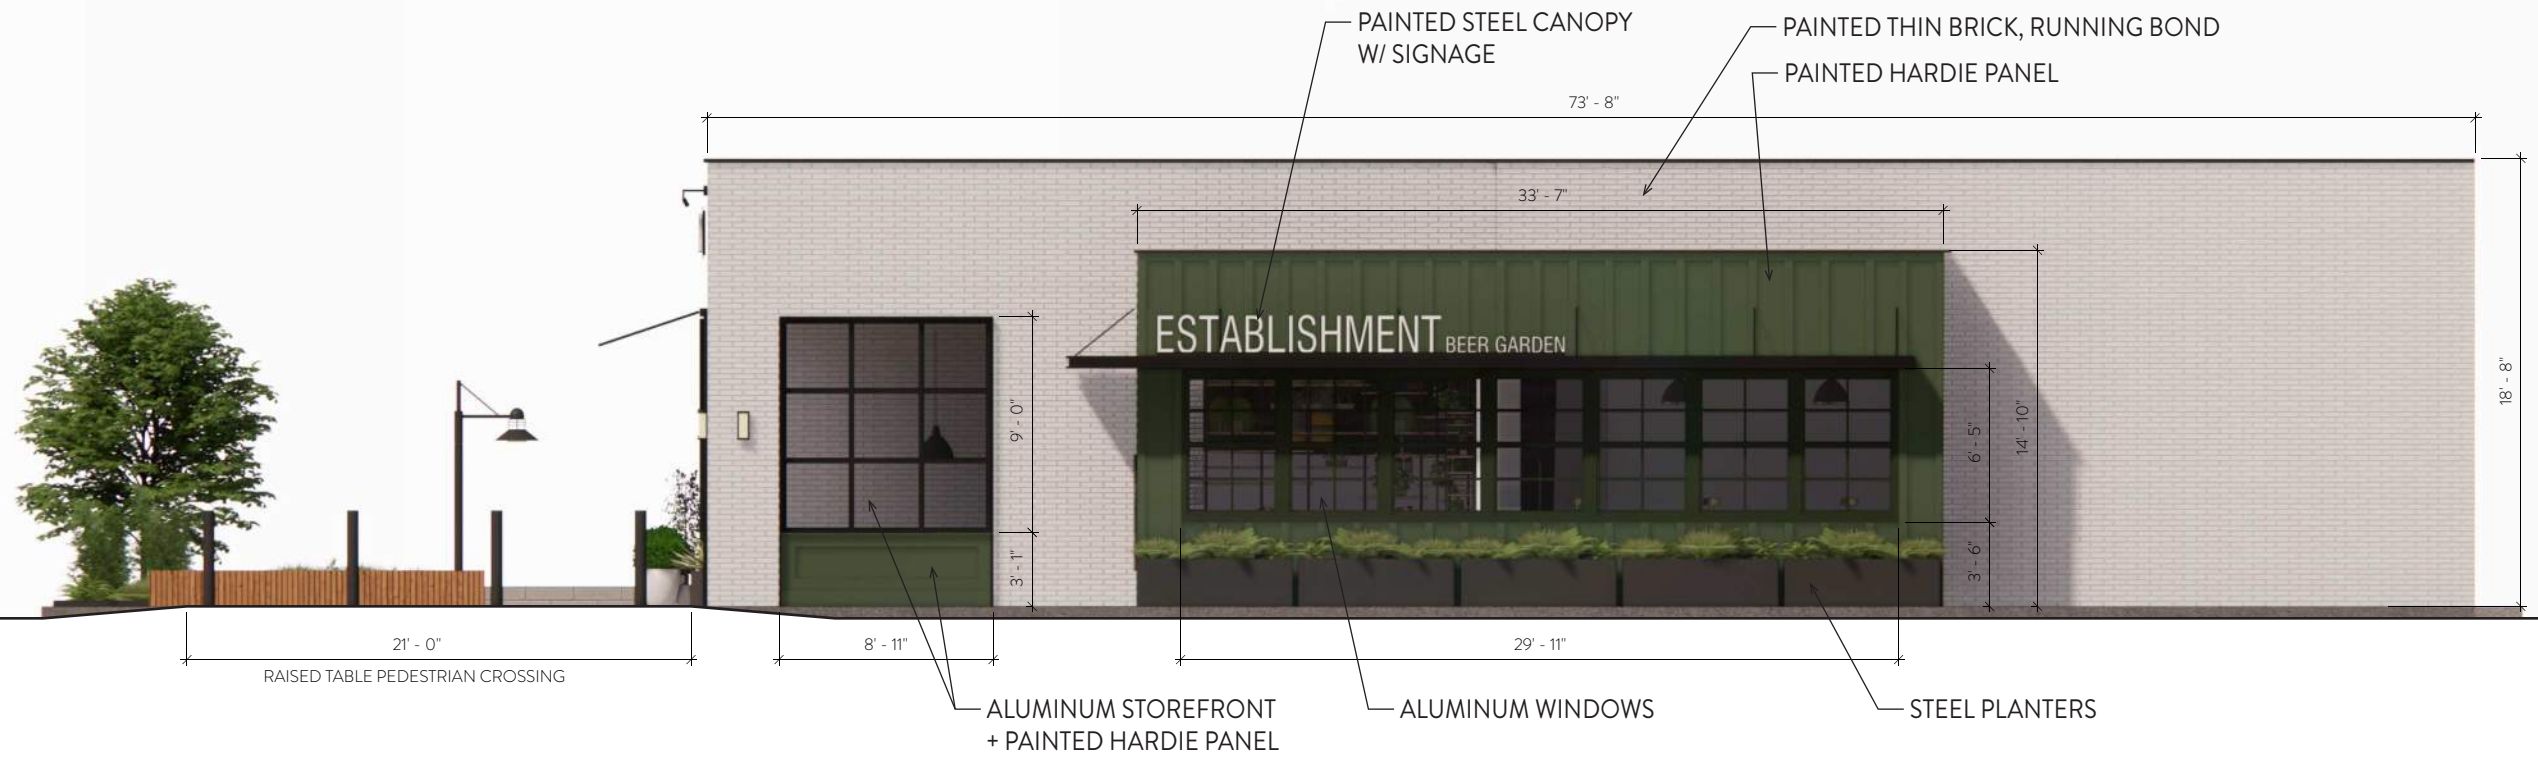 PAINTED STEEL CANOPY
W/ SIGNAGE
PAINTED THIN BRICK, RUNNING BOND
PAINTED HARDIE PANEL
73' - 8"
33' - 7"
ESTABLISHMENT BEER GARDEN
9' - 0"
3' - 1"
6' - 5"
3' - 6"
14' - 10"
18' - 8"
21' - 0"
RAISED TABLE PEDESTRIAN CROSSING
8' - 11"
29' - 11"
ALUMINUM STOREFRONT
+ PAINTED HARDIE PANEL
ALUMINUM WINDOWS
STEEL PLANTERS